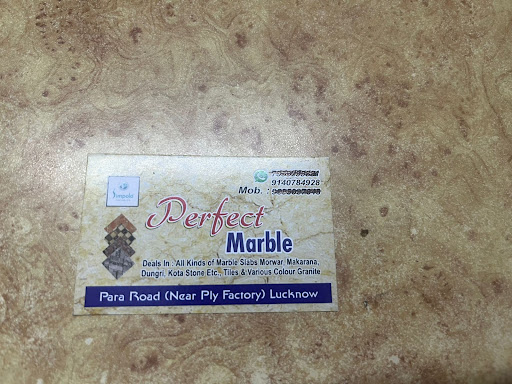 9140784928
Mob. :
Perfect
Marble
Deals In : All Kinds of Marble Slabs Morwar, Makarana,
Dungri, Kota Stone Etc., Tiles & Various Colour Granite
Para Road (Near Ply Factory) Lucknow